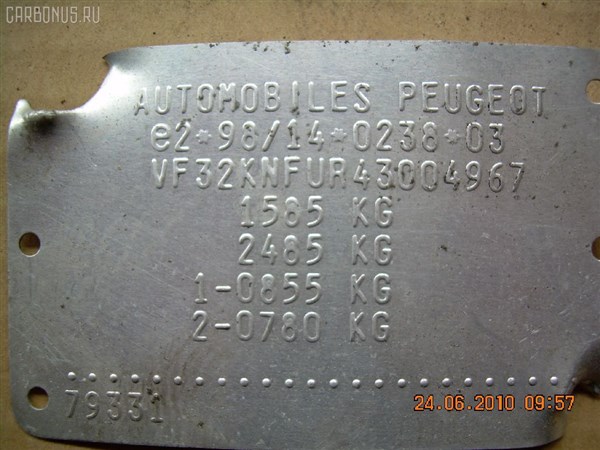 CARBONUS.RU
AUTOMOBILES PEUGEOT
e2*98/14*0238*03
VF32KNFUR43004967
1585 KG
2485 KG
1-0855 KG
2-0780 KG
79331
24.06.2010 09:57